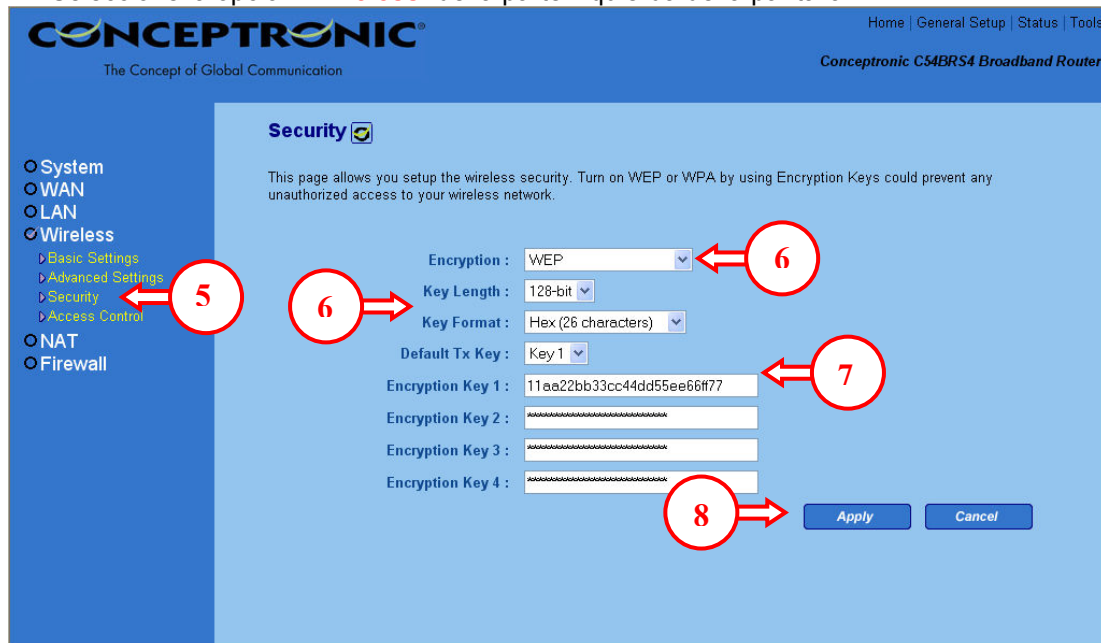 CONCEPTRONIC®
The Concept of Global Communication
Home | General Setup | Status | Tools
Conceptronic C54BRS4 Broadband Router
System
WAN
LAN
Wireless
Basic Settings
Advanced Settings
Security
Access Control
NAT
Firewall
5
Security
This page allows you setup the wireless security. Turn on WEP or WPA by using Encryption Keys could prevent any
unauthorized access to your wireless network.
Encryption : WEP
6
Key Length : 128-bit
6
Key Format : Hex (26 characters)
Default Tx Key : Key 1
Encryption Key 1 : 11aa22bb33cc44dd55ee66ff77
7
Encryption Key 2 : **************************
Encryption Key 3 : **************************
Encryption Key 4 : **************************
8
Apply Cancel